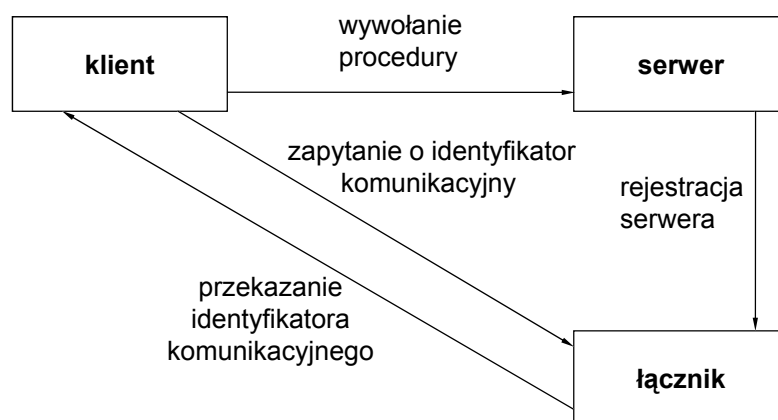 wywołanie
procedury
klient
serwer
zapytanie o identyfikator
komunikacyjny
rejestracja
serwera
przekazanie
identyfikatora
komunikacyjnego
łącznik